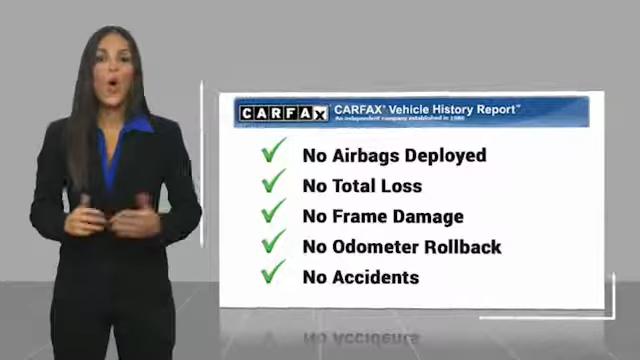 CARFAX CARFAX® Vehicle History Report™
An independent company established in 1986
No Airbags Deployed
No Total Loss
No Frame Damage
No Odometer Rollback
No Accidents